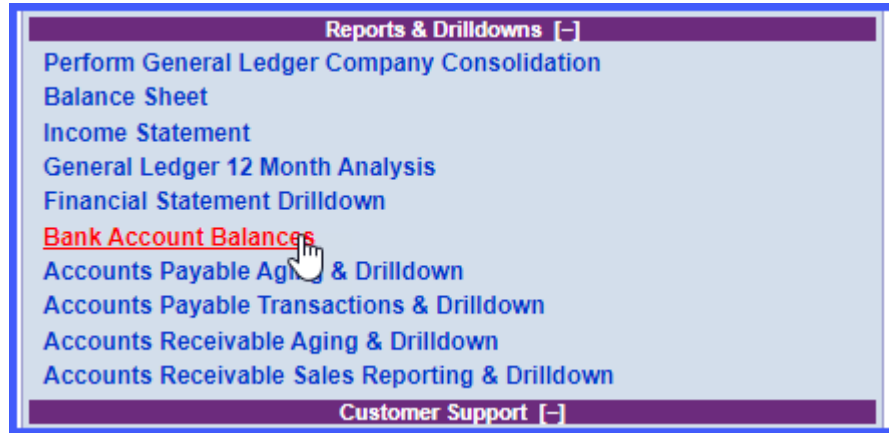 Reports & Drilldowns [–]
Perform General Ledger Company Consolidation
Balance Sheet
Income Statement
General Ledger 12 Month Analysis
Financial Statement Drilldown
Bank Account Balances
Accounts Payable Aging & Drilldown
Accounts Payable Transactions & Drilldown
Accounts Receivable Aging & Drilldown
Accounts Receivable Sales Reporting & Drilldown
Customer Support [–]